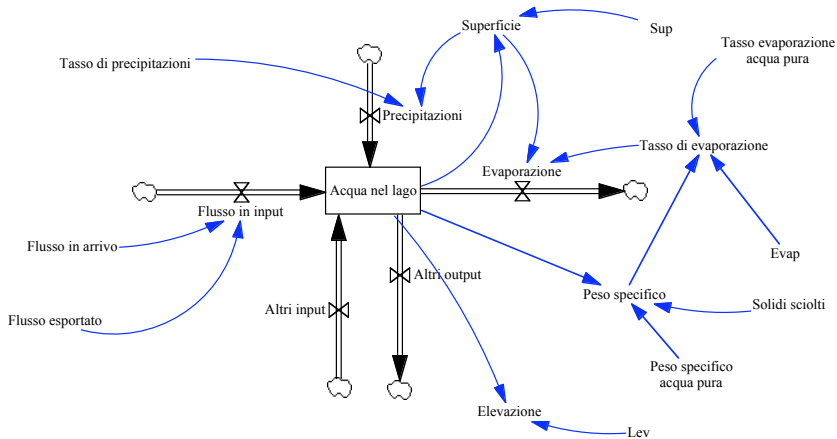 Superficie
Sup
Tasso evaporazione
acqua pura
Tasso di precipitazioni
Precipitazioni
Tasso di evaporazione
Evaporazione
Acqua nel lago
Flusso in input
Flusso in arrivo
Evap
Altri output
Peso specifico
Solidi sciolti
Altri input
Flusso esportato
Peso specifico
acqua pura
Elevazione
Lev